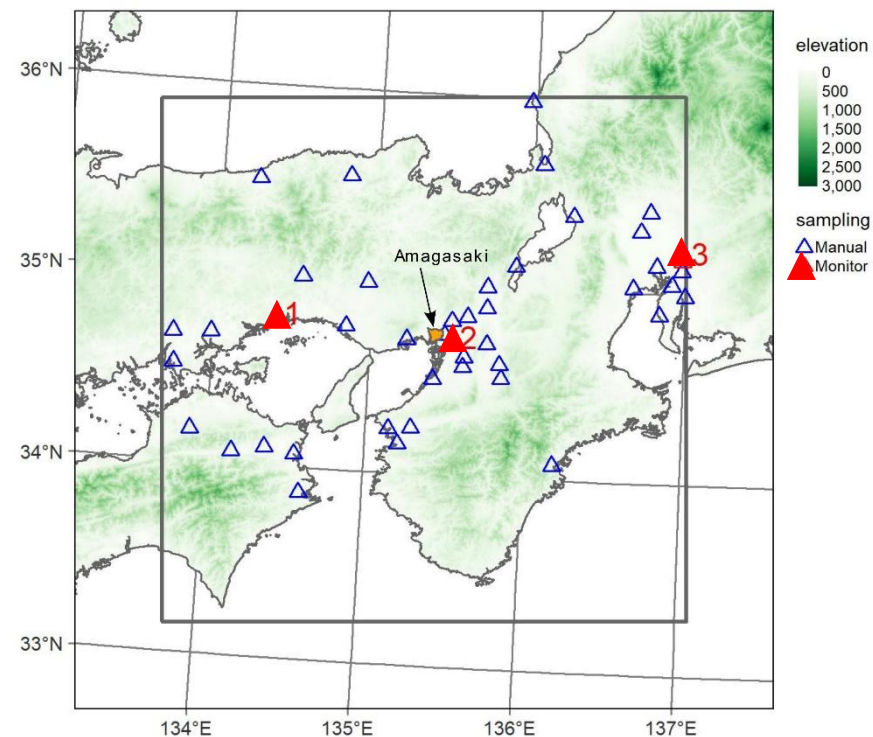 36°N
35°N
34°N
33°N
134°E
135°E
136°E
137°E
Amagasaki
1
2
3
elevation
0
500
1,000
1,500
2,000
2,500
3,000
sampling
Manual
Monitor